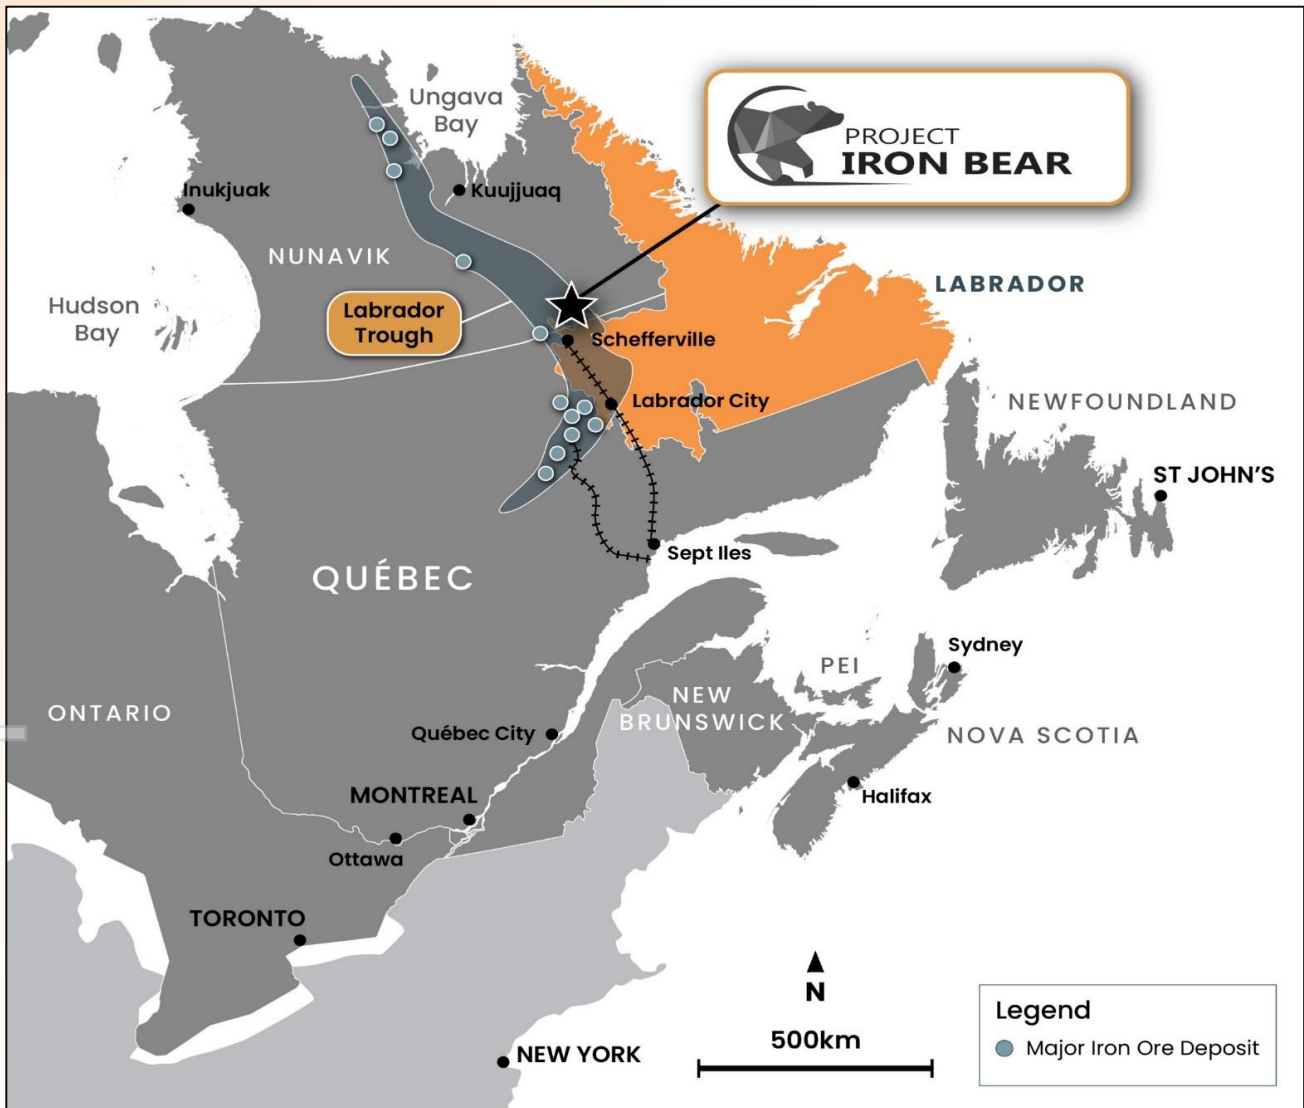 Ungava
Bay
PROJECT
IRON BEAR
Inukjuak
Kuujjuaq
NUNAVIK
LABRADOR
Hudson
Bay
Labrador
Trough
Schefferville
Labrador City
NEWFOUNDLAND
ST JOHN'S
Sept Iles
QUÉBEC
Sydney
PEI
NEW
BRUNSWICK
ONTARIO
Québec City
NOVA SCOTIA
MONTREAL
Halifax
Ottawa
TORONTO
N
500km
NEW YORK
Legend
Major Iron Ore Deposit